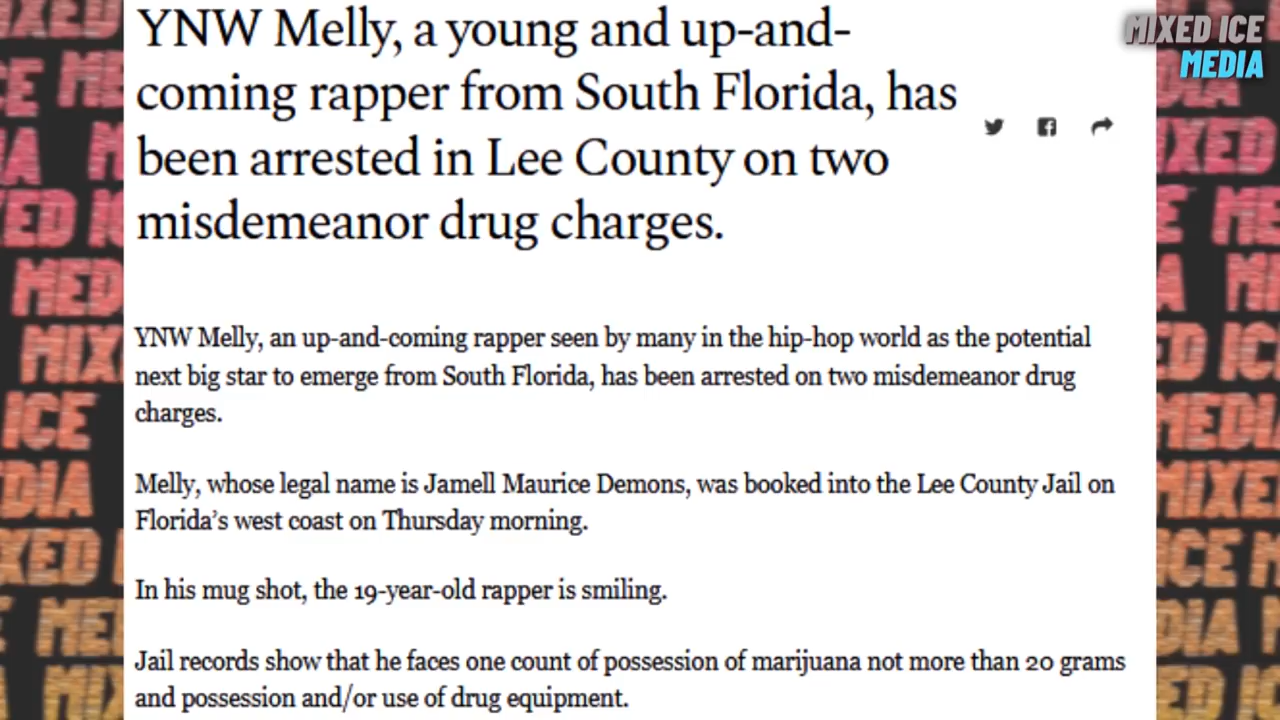 YNW Melly, a young and up-and-
coming rapper from South Florida, has
been arrested in Lee County on two
misdemeanor drug charges.
YNW Melly, an up-and-coming rapper seen by many in the hip-hop world as the potential
next big star to emerge from South Florida, has been arrested on two misdemeanor drug
charges.
Melly, whose legal name is Jamell Maurice Demons, was booked into the Lee County Jail on
Florida’s west coast on Thursday morning.
In his mug shot, the 19-year-old rapper is smiling.
Jail records show that he faces one count of possession of marijuana not more than 20 grams
and possession and/or use of drug equipment.
MIXED ICE
MEDIA